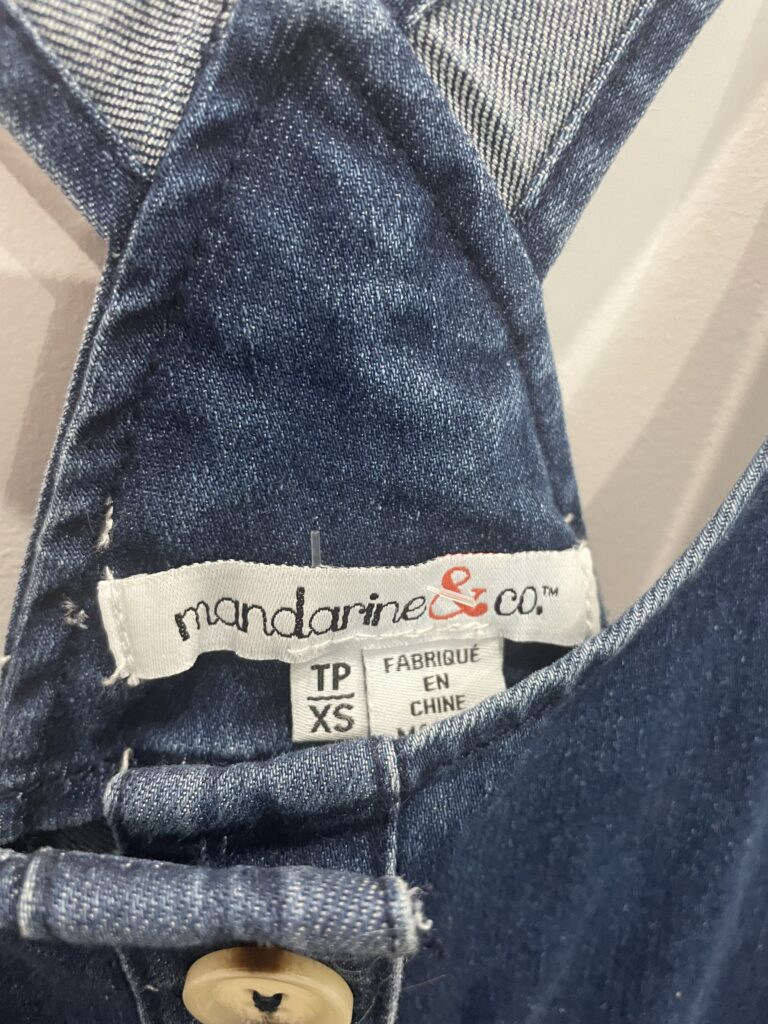 mandarine & co.™
TP
XS
FABRIQUÉ
EN
CHINE